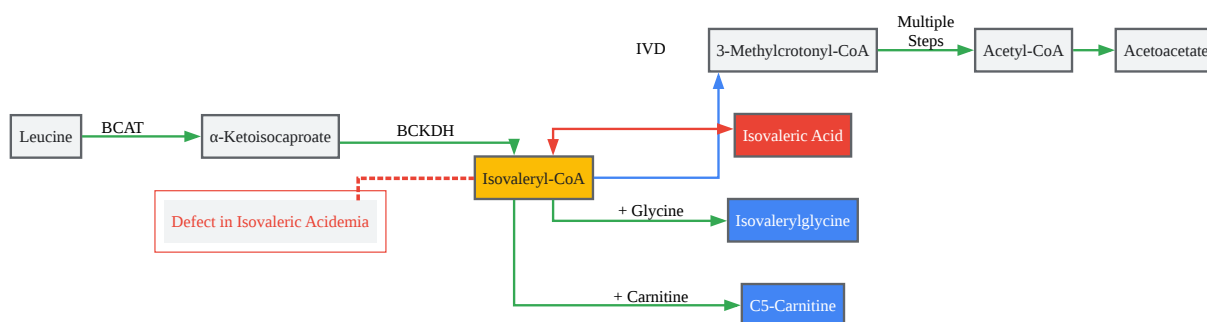 Multiple
Steps
IVD
3-Methylcrotonyl-CoA
Acetyl-CoA
Acetoacetate
Leucine
BCAT
α-Ketoisocaproate
BCKDH
Isovaleric Acid
Isovaleryl-CoA
Defect in Isovaleric Acidemia
+ Glycine
Isovalerylglycine
+ Carnitine
C5-Carnitine